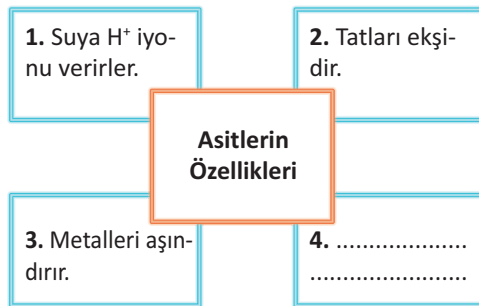 1. Suya H⁺ iyo-
nu verirler.
2. Tatları ekşi-
dir.
Asitlerin
Özellikleri
3. Metalleri aşın-
dırır.
4. ....................
........................